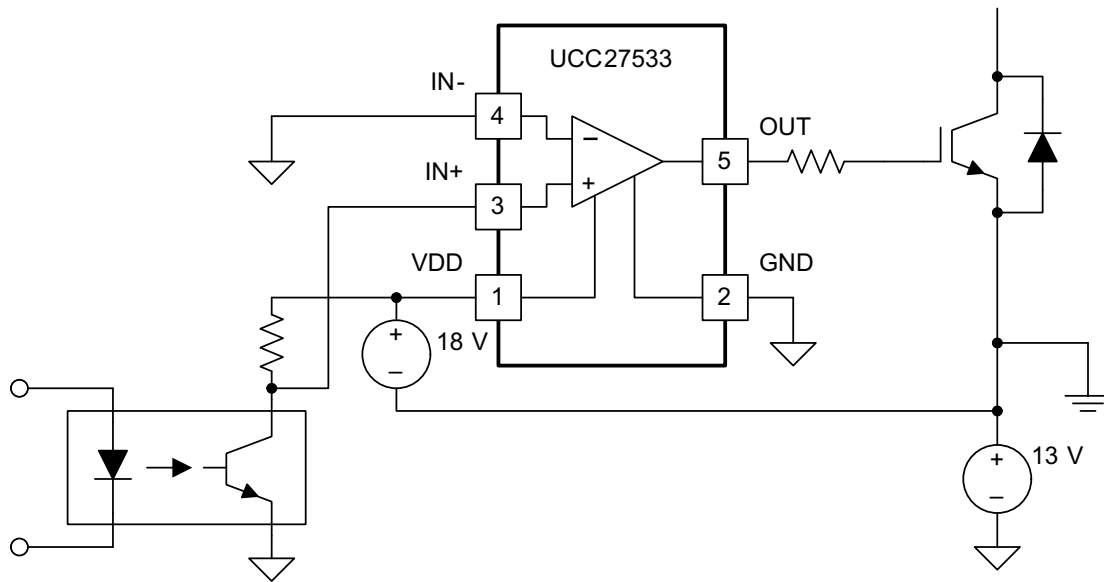 UCC27533
IN-
4
OUT
5
IN+
3
VDD
1
GND
2
+
18 V
–
+
13 V
–
–
+